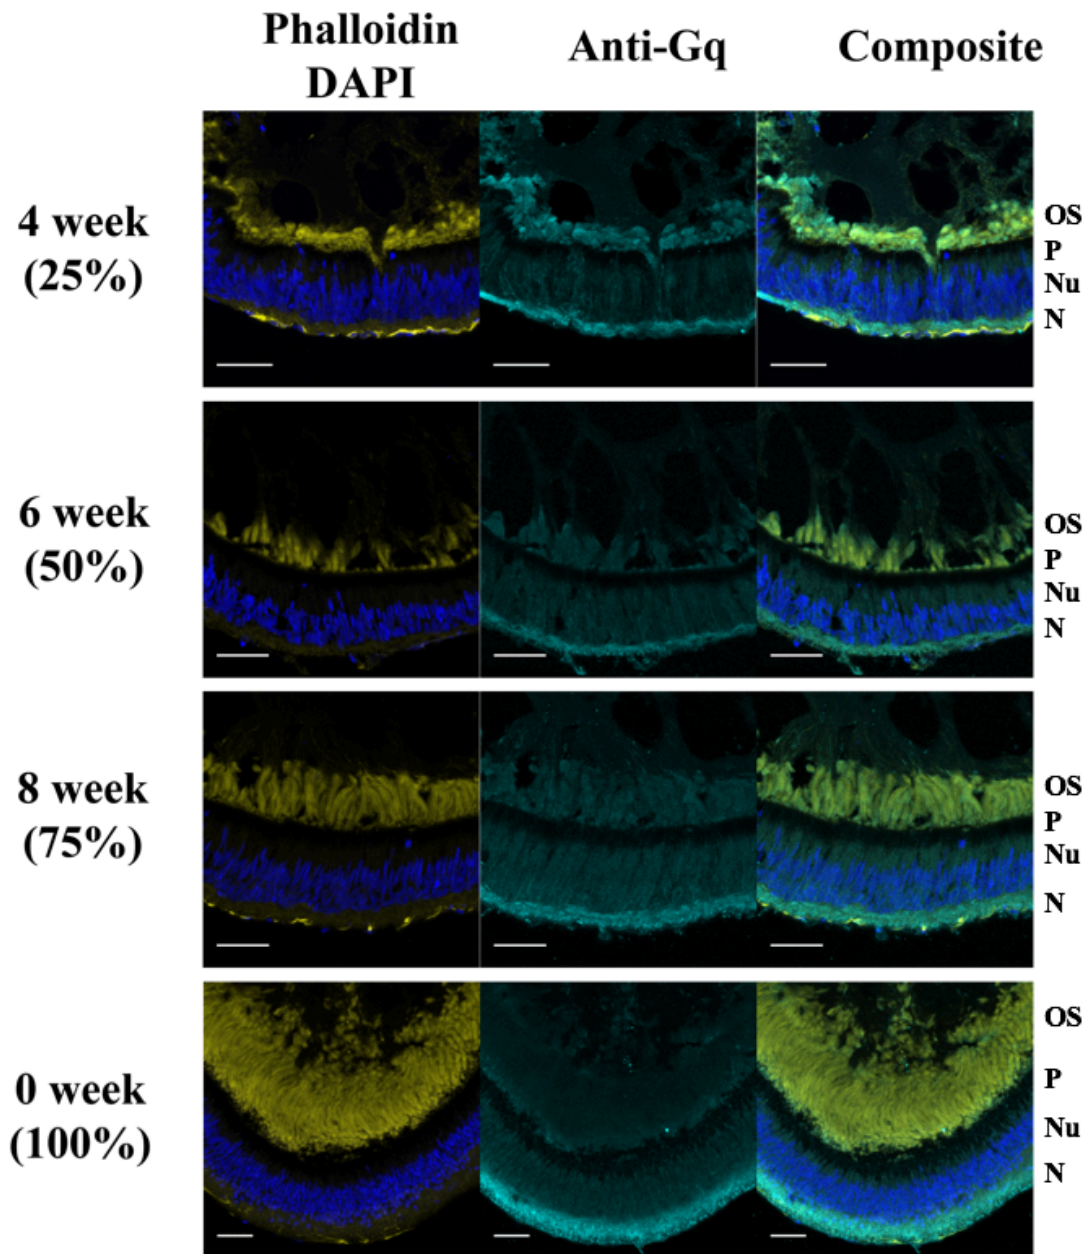 Phalloidin
DAPI
Anti-Gq
Composite
4 week
(25%)
OS
P
Nu
N
6 week
(50%)
OS
P
Nu
N
8 week
(75%)
OS
P
Nu
N
0 week
(100%)
OS
P
Nu
N